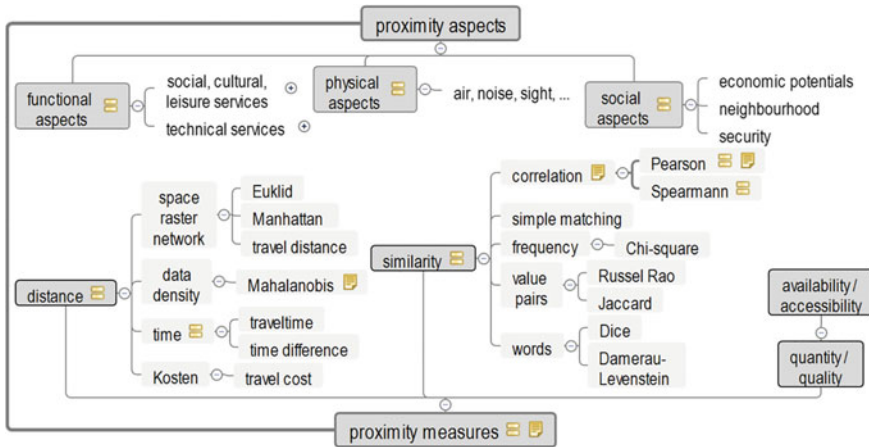 proximity aspects
functional
aspects
social, cultural,
leisure services
technical services
physical
aspects
air, noise, sight, ...
social
aspects
economic potentials
neighbourhood
security
distance
space
raster
network
Euklid
Manhattan
travel distance
data
density
Mahalanobis
time
traveltime
time difference
Kosten
travel cost
similarity
correlation
Pearson
Spearmann
simple matching
frequency
Chi-square
value
pairs
Russel Rao
Jaccard
words
Dice
Damerau-
Levenstein
availability/
accessibility
quantity/
quality
proximity measures